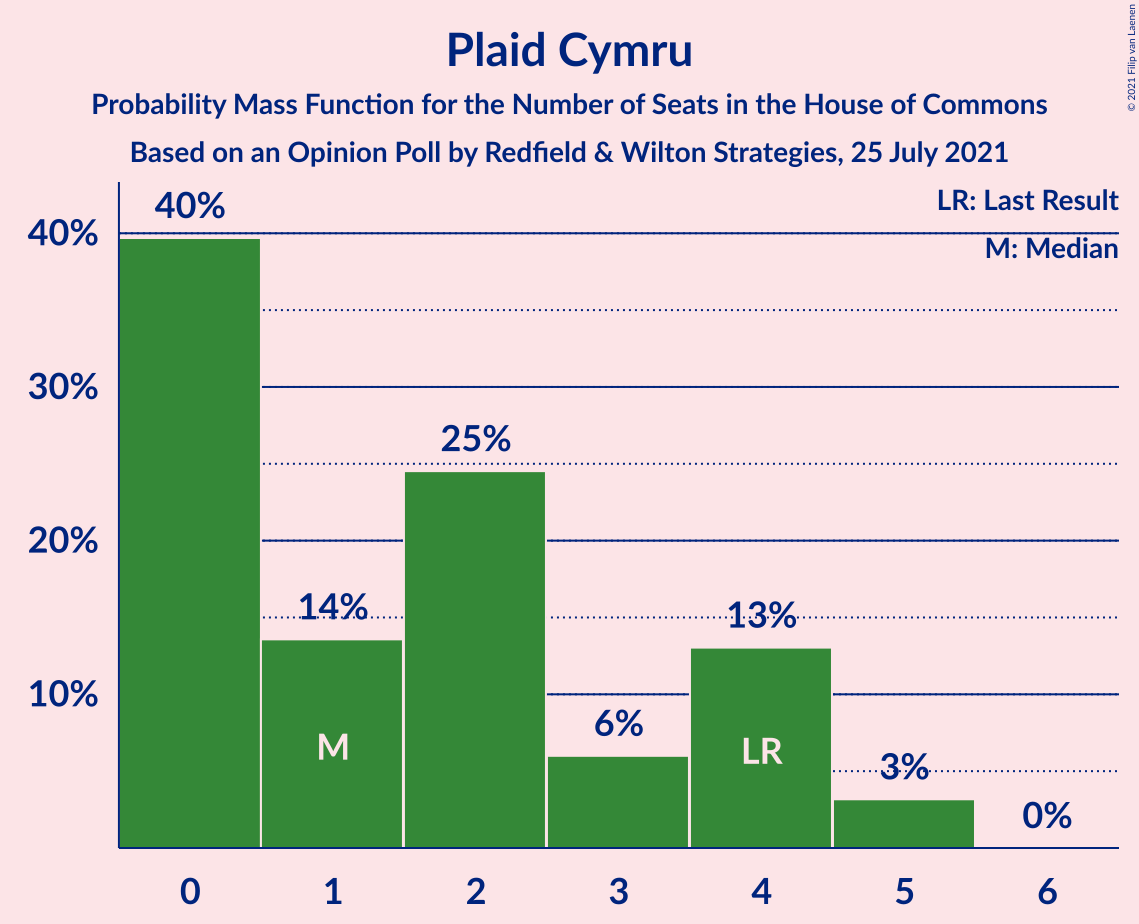 Plaid Cymru
Probability Mass Function for the Number of Seats in the House of Commons
Based on an Opinion Poll by Redfield & Wilton Strategies, 25 July 2021
© 2021 Filip van Laenen
LR: Last Result
M: Median
40%
30%
20%
10%
40%
14%
25%
6%
13%
3%
0%
M
LR
0 1 2 3 4 5 6